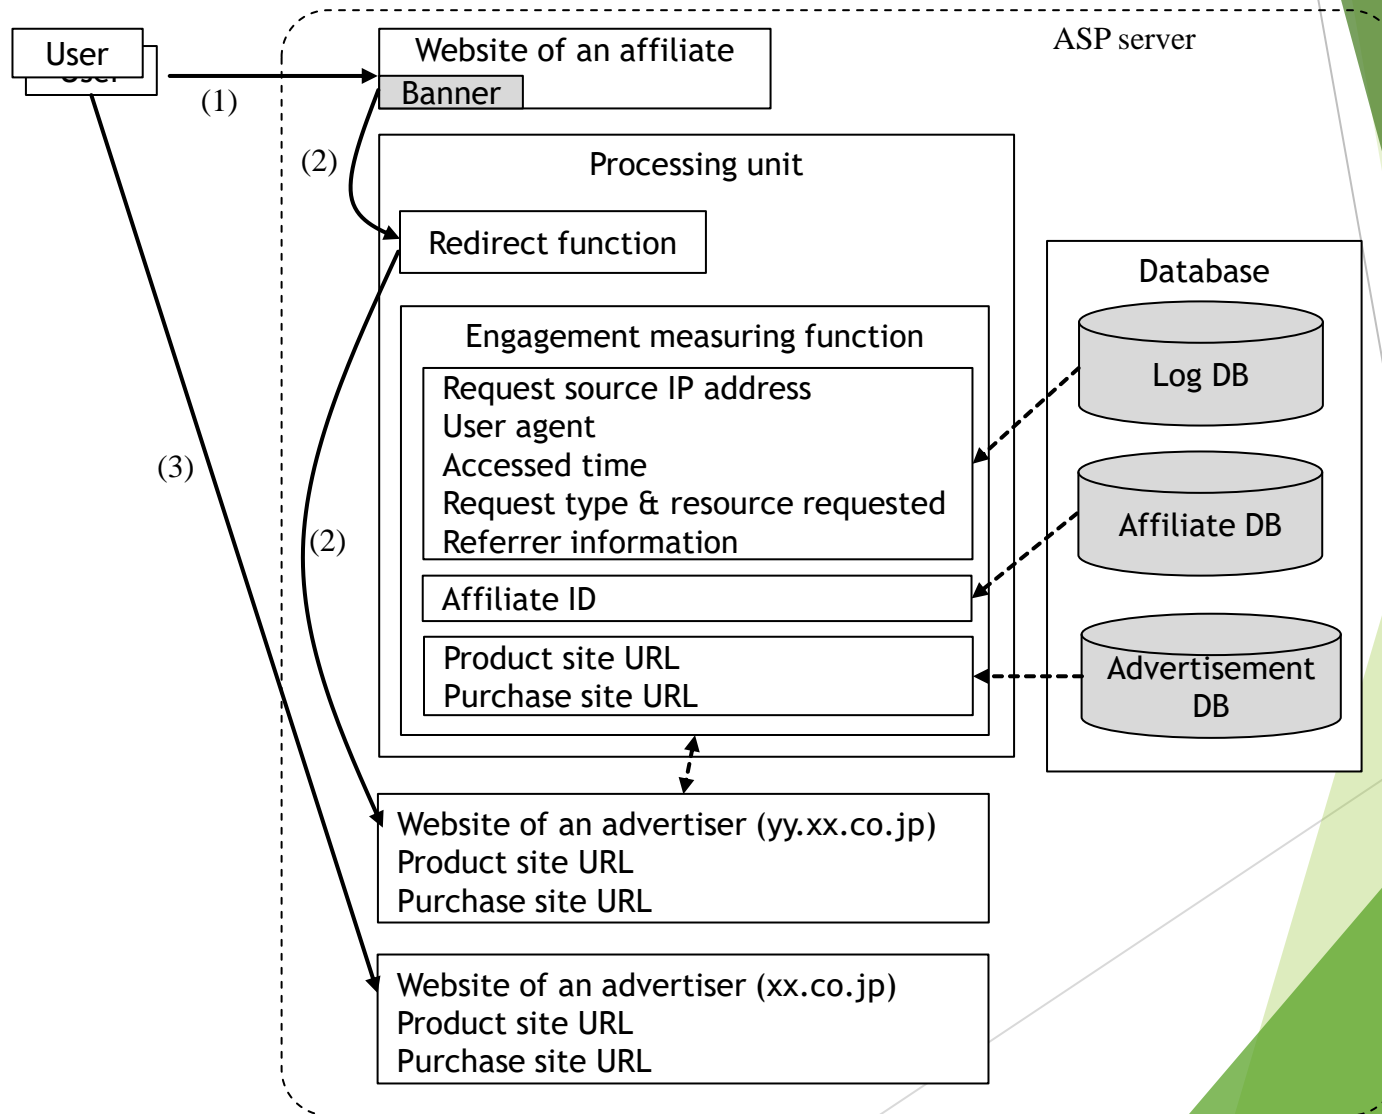 ASP server
User
User
Website of an affiliate
Banner
(1)
(2)
Processing unit
Redirect function
Database
Engagement measuring function
Request source IP address
User agent
Accessed time
Request type & resource requested
Referrer information
Log DB
(3)
(2)
Affiliate DB
Affiliate ID
Product site URL
Purchase site URL
Advertisement
DB
Website of an advertiser (yy.xx.co.jp)
Product site URL
Purchase site URL
Website of an advertiser (xx.co.jp)
Product site URL
Purchase site URL